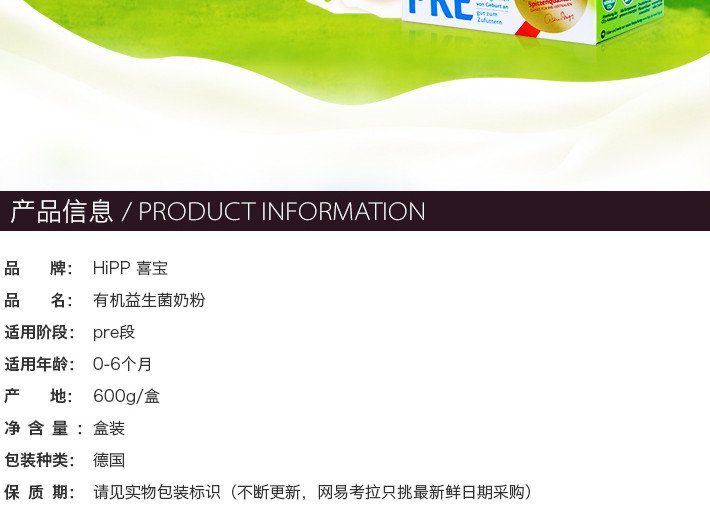 PRE
von Geburt an
gut zum
Zufüttern
产品信息 / PRODUCT INFORMATION
品 牌： HiPP 喜宝
品 名： 有机益生菌奶粉
适用阶段： pre段
适用年龄： 0-6个月
产 地： 600g/盒
净 含 量 ： 盒装
包装种类： 德国
保 质 期： 请见实物包装标识（不断更新，网易考拉只挑最新鲜日期采购）